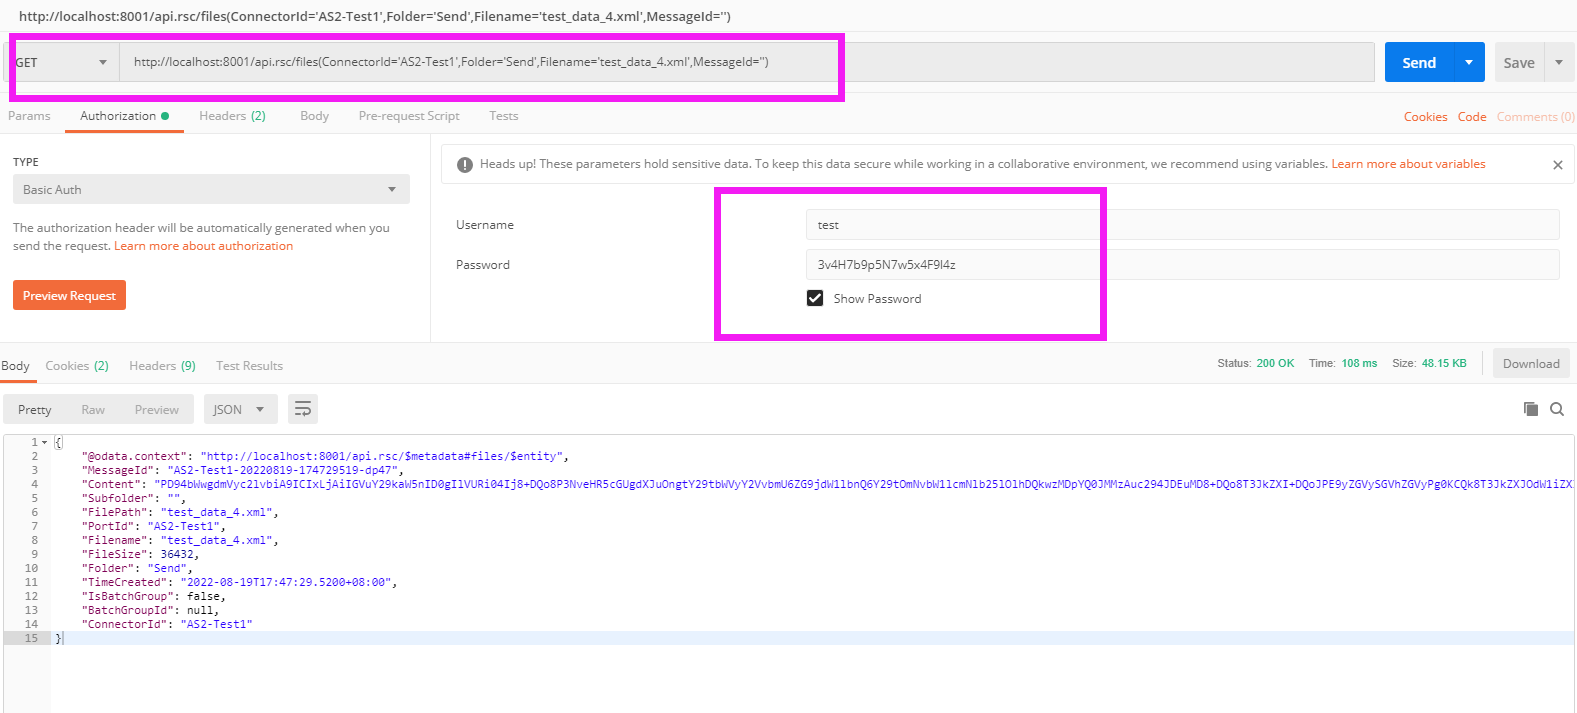 http://localhost:8001/api.rsc/files(ConnectorId='AS2-Test1',Folder='Send',Filename='test_data_4.xml',MessageId='')
GET http://localhost:8001/api.rsc/files(ConnectorId='AS2-Test1',Folder='Send',Filename='test_data_4.xml',MessageId='') Send Save
Params Authorization Headers (2) Body Pre-request Script Tests Cookies Code Comments (0)
TYPE
Basic Auth
The authorization header will be automatically generated when you
send the request. Learn more about authorization
Preview Request
Heads up! These parameters hold sensitive data. To keep this data secure while working in a collaborative environment, we recommend using variables. Learn more about variables
Username test
Password 3v4H7b9p5N7w5x4F9l4z
Show Password
Body Cookies (2) Headers (9) Test Results Status: 200 OK Time: 108 ms Size: 48.15 KB Download
Pretty Raw Preview JSON
1 {
2 "@odata.context": "http://localhost:8001/api.rsc/$metadata#files/$entity",
3 "MessageId": "AS2-Test1-20220819-174729519-dp47",
4 "Content":
5 "Subfolder": "",
6 "FilePath": "test_data_4.xml",
7 "PortId": "AS2-Test1",
8 "Filename": "test_data_4.xml",
9 "FileSize": 36432,
10 "Folder": "Send",
11 "TimeCreated": "2022-08-19T17:47:29.5200+08:00",
12 "IsBatchGroup": false,
13 "BatchGroupId": null,
14 "ConnectorId": "AS2-Test1"
15 }